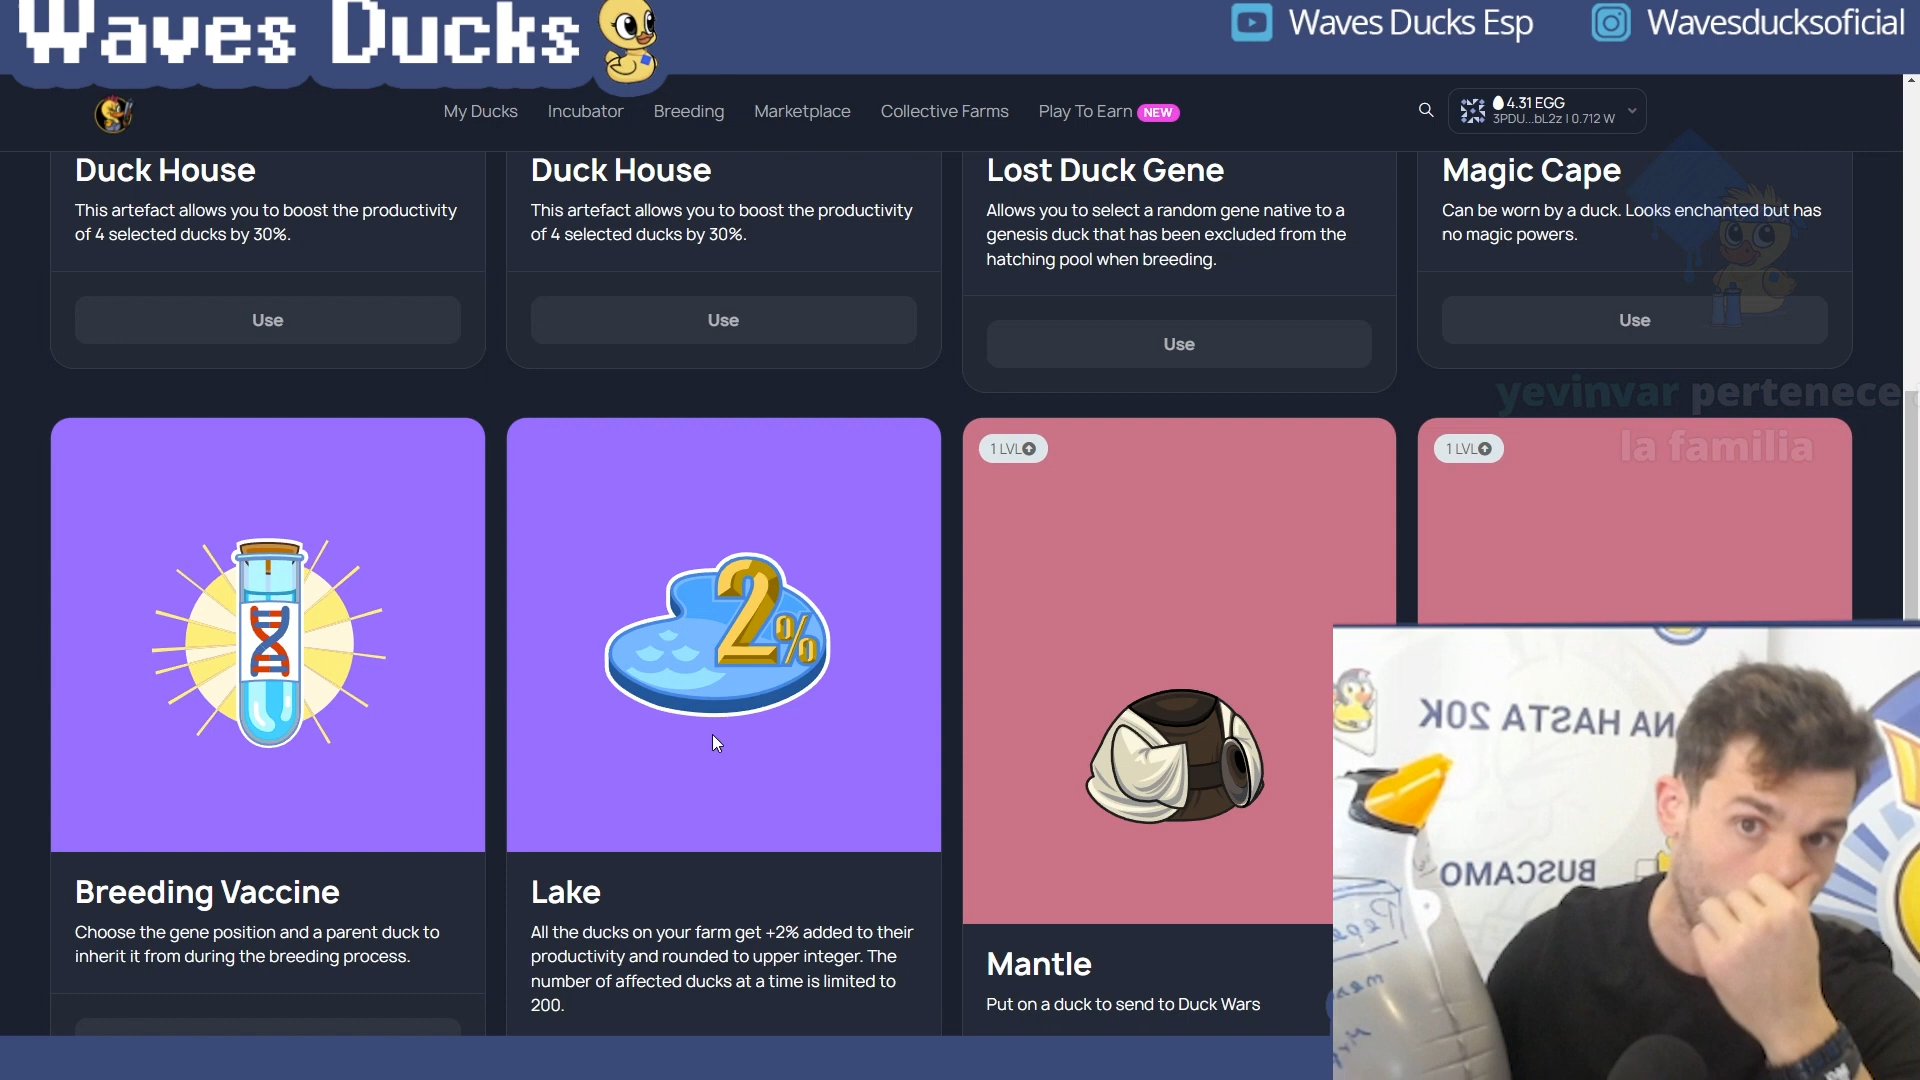 Waves Ducks
Waves Ducks Esp
Wavesducksoficial
My Ducks
Incubator
Breeding
Marketplace
Collective Farms
Play To Earn NEW
4.31 EGG
3PDU...bL2z | 0.712 W
Duck House
This artefact allows you to boost the productivity
of 4 selected ducks by 30%.
Use
Duck House
This artefact allows you to boost the productivity
of 4 selected ducks by 30%.
Use
Lost Duck Gene
Allows you to select a random gene native to a
genesis duck that has been excluded from the
hatching pool when breeding.
Use
Magic Cape
Can be worn by a duck. Looks enchanted but has
no magic powers.
Use
yevinvar pertenece
la familia
Breeding Vaccine
Choose the gene position and a parent duck to
inherit it from during the breeding process.
2%
Lake
All the ducks on your farm get +2% added to their
productivity and rounded to upper integer. The
number of affected ducks at a time is limited to
200.
1 LVL
Mantle
Put on a duck to send to Duck Wars
1 LVL
NA HASTA 20K
BUSCAMO